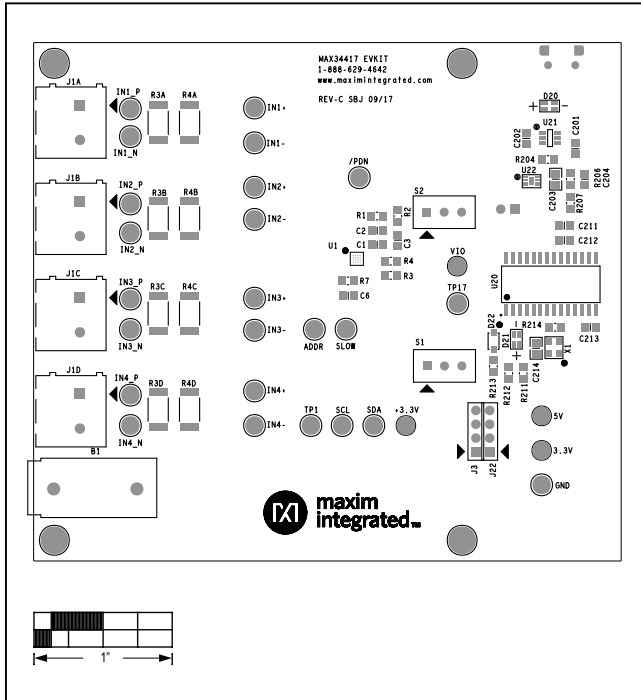 MAX34417 EVKIT
1-888-629-4642
www.maximintegrated.com
REV-C SBJ 09/17
J1A
IN1_P
R3A
R4A
IN1_N
IN1+
IN1-
J1B
IN2_P
R3B
R4B
IN2_N
IN2+
IN2-
J1C
IN3_P
R3C
R4C
IN3_N
IN3+
IN3-
J1D
IN4_P
R3D
R4D
IN4_N
IN4+
IN4-
B1
/PDN
R1
R2
C2
C1
C3
U1
R4
R3
R7
C6
ADDR
SLOW
TP1
SCL
SDA
+3.3V
S2
VIO
TP17
S1
D20
+
-
U21
C202
C201
R204
U22
C203
R206
C204
R207
C211
C212
U20
D22
D21
+
R214
C213
C214
X1
R213
R212
R211
J3
J22
5V
3.3V
GND
maxim
integrated™
1"